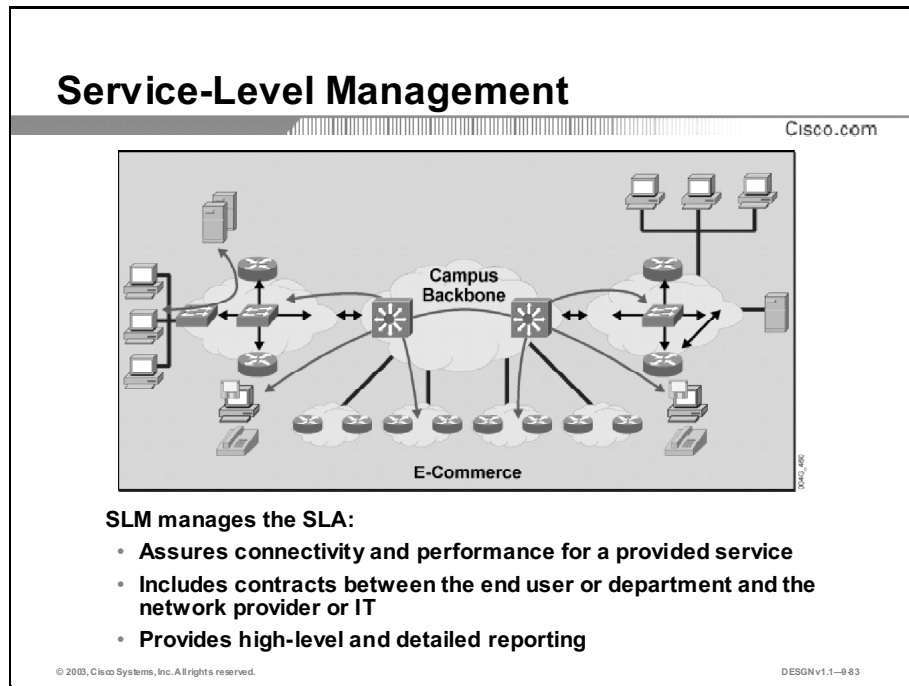 Service-Level Management
Cisco.com
Campus
Backbone
E-Commerce
SLM manages the SLA:
• Assures connectivity and performance for a provided service
• Includes contracts between the end user or department and the
network provider or IT
• Provides high-level and detailed reporting
© 2003, Cisco Systems, Inc. All rights reserved.
DESGN v1.1—9-83